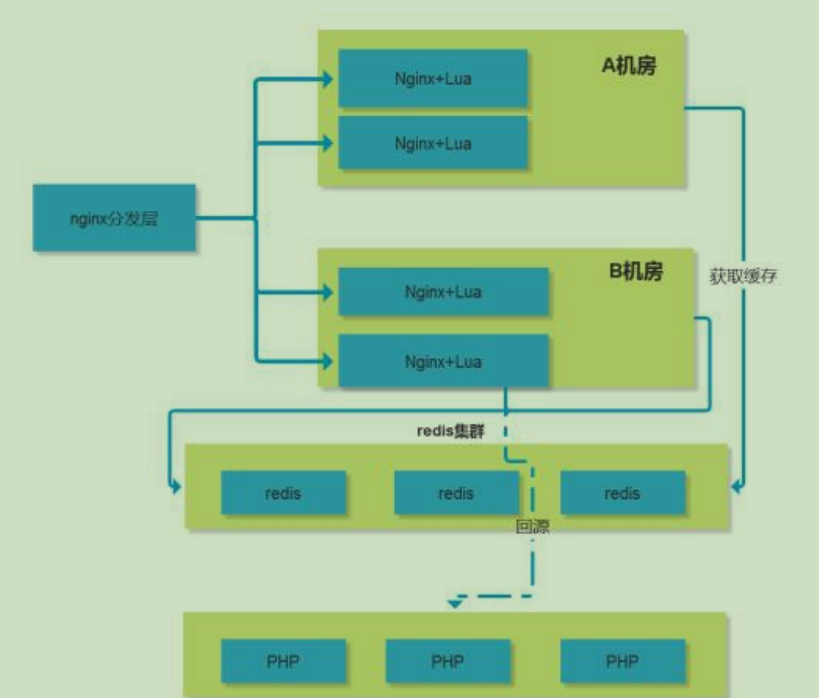 A机房
Nginx+Lua
Nginx+Lua
nginx分发层
B机房
Nginx+Lua
获取缓存
Nginx+Lua
redis集群
redis
redis
redis
回源
PHP
PHP
PHP